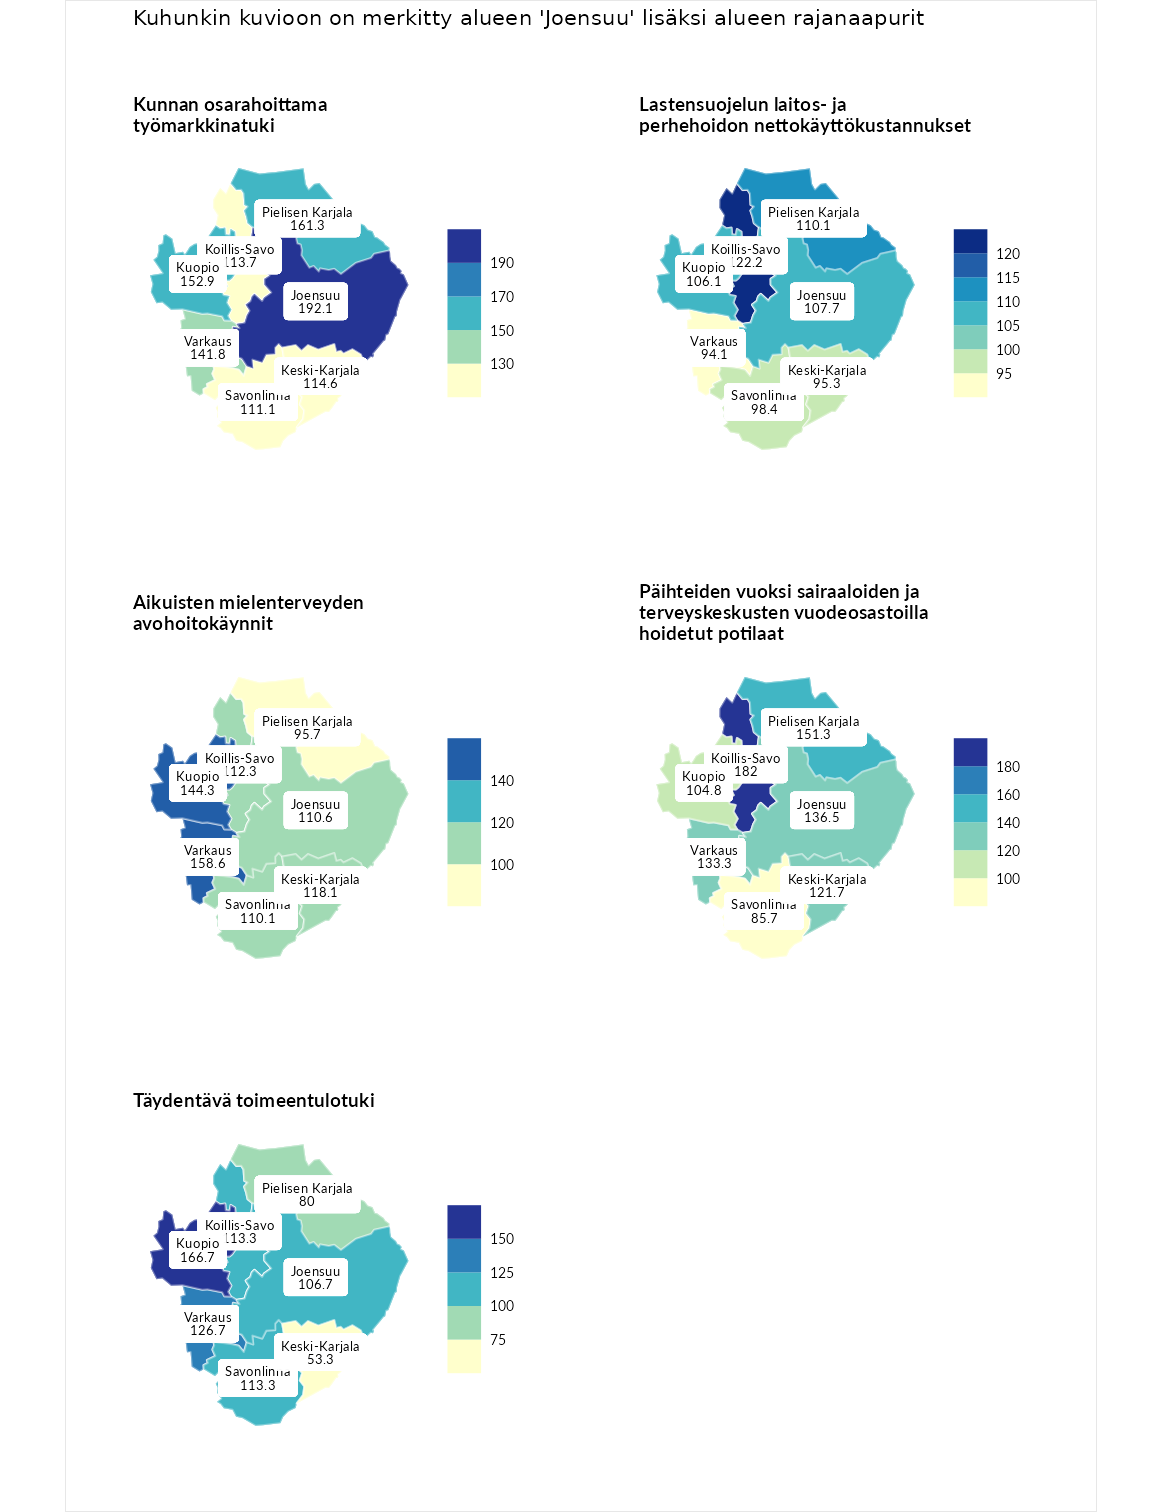 Kuhunkin kuvioon on merkitty alueen 'Joensuu' lisäksi alueen rajanaapurit
Kunnan osarahoittama
työmarkkinatuki
Pielisen Karjala
161.3
Koillis-Savo
113.7
Kuopio
152.9
Joensuu
192.1
Varkaus
141.8
Keski-Karjala
114.6
Savonlinna
111.1
190
170
150
130
Lastensuojelun laitos- ja
perhehoidon nettokäyttökustannukset
Pielisen Karjala
110.1
Koillis-Savo
122.2
Kuopio
106.1
Joensuu
107.7
Varkaus
94.1
Keski-Karjala
95.3
Savonlinna
98.4
120
115
110
105
100
95
Aikuisten mielenterveyden
avohoitokäynnit
Pielisen Karjala
95.7
Koillis-Savo
112.3
Kuopio
144.3
Joensuu
110.6
Varkaus
158.6
Keski-Karjala
118.1
Savonlinna
110.1
140
120
100
Päihteiden vuoksi sairaaloiden ja
terveyskeskusten vuodeosastoilla
hoidetut potilaat
Pielisen Karjala
151.3
Koillis-Savo
182
Kuopio
104.8
Joensuu
136.5
Varkaus
133.3
Keski-Karjala
121.7
Savonlinna
85.7
180
160
140
120
100
Täydentävä toimeentulotuki
Pielisen Karjala
80
Koillis-Savo
113.3
Kuopio
166.7
Joensuu
106.7
Varkaus
126.7
Keski-Karjala
53.3
Savonlinna
113.3
150
125
100
75